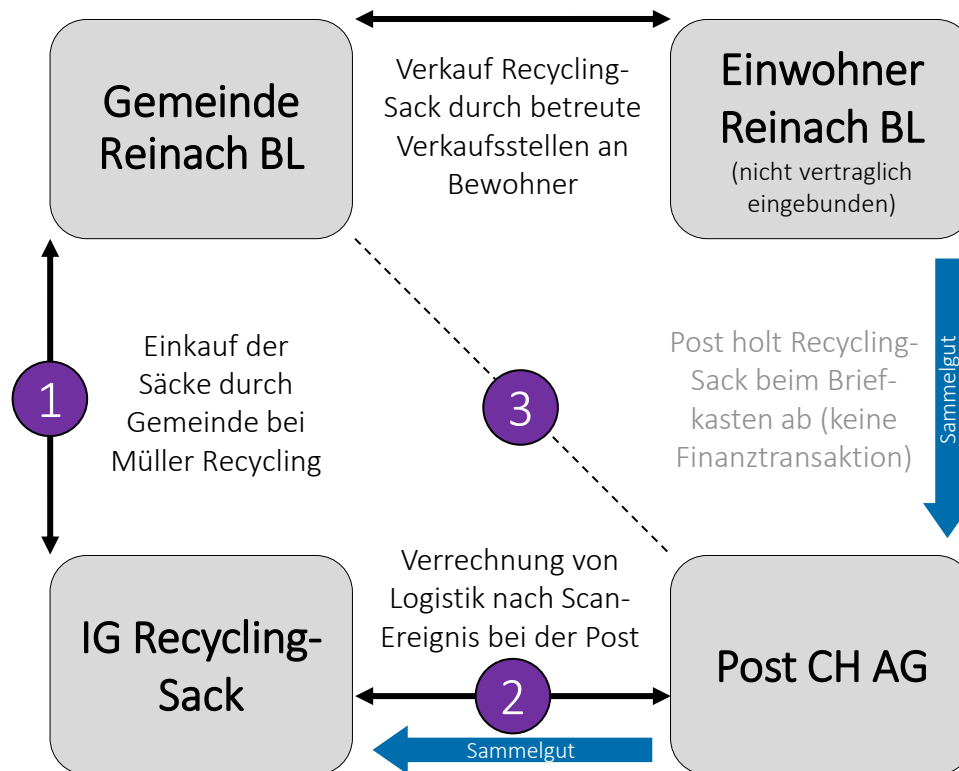 Gemeinde
Reinach BL
Verkauf Recycling-
Sack durch betreute
Verkaufsstellen an
Bewohner
Einwohner
Reinach BL
(nicht vertraglich
eingebunden)
1
Einkauf der
Säcke durch
Gemeinde bei
Müller Recycling
3
Post holt Recycling-
Sack beim Brief-
kasten ab (keine
Finanztransaktion)
Sammelgut
IG Recycling-
Sack
Verrechnung von
Logistik nach Scan-
Ereignis bei der Post
2
Sammelgut
Post CH AG